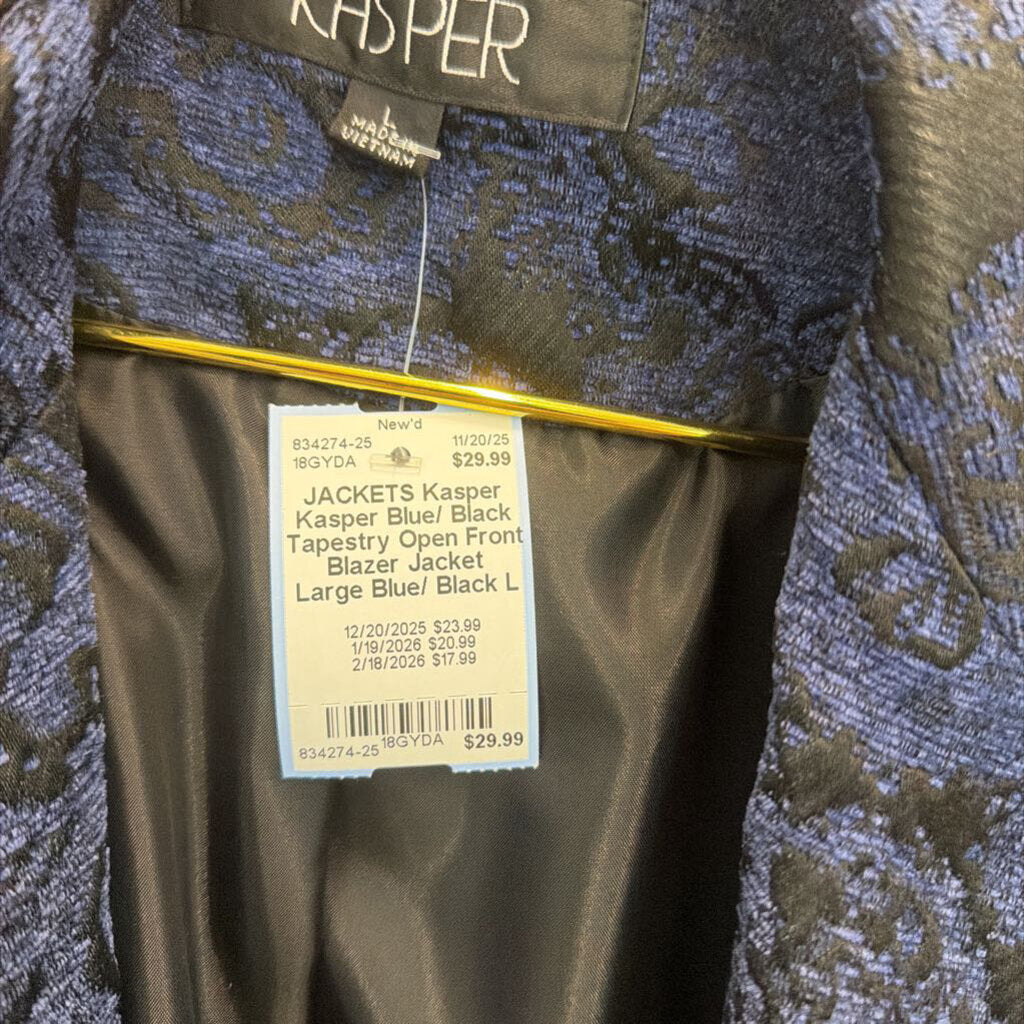 KASPER
L
MADE IN
VIETNAM
New'd
834274-25 11/20/25
18GYDA $29.99
JACKETS Kasper
Kasper Blue/ Black
Tapestry Open Front
Blazer Jacket
Large Blue/ Black L
12/20/2025 $23.99
1/19/2026 $20.99
2/18/2026 $17.99
834274-25 18GYDA $29.99